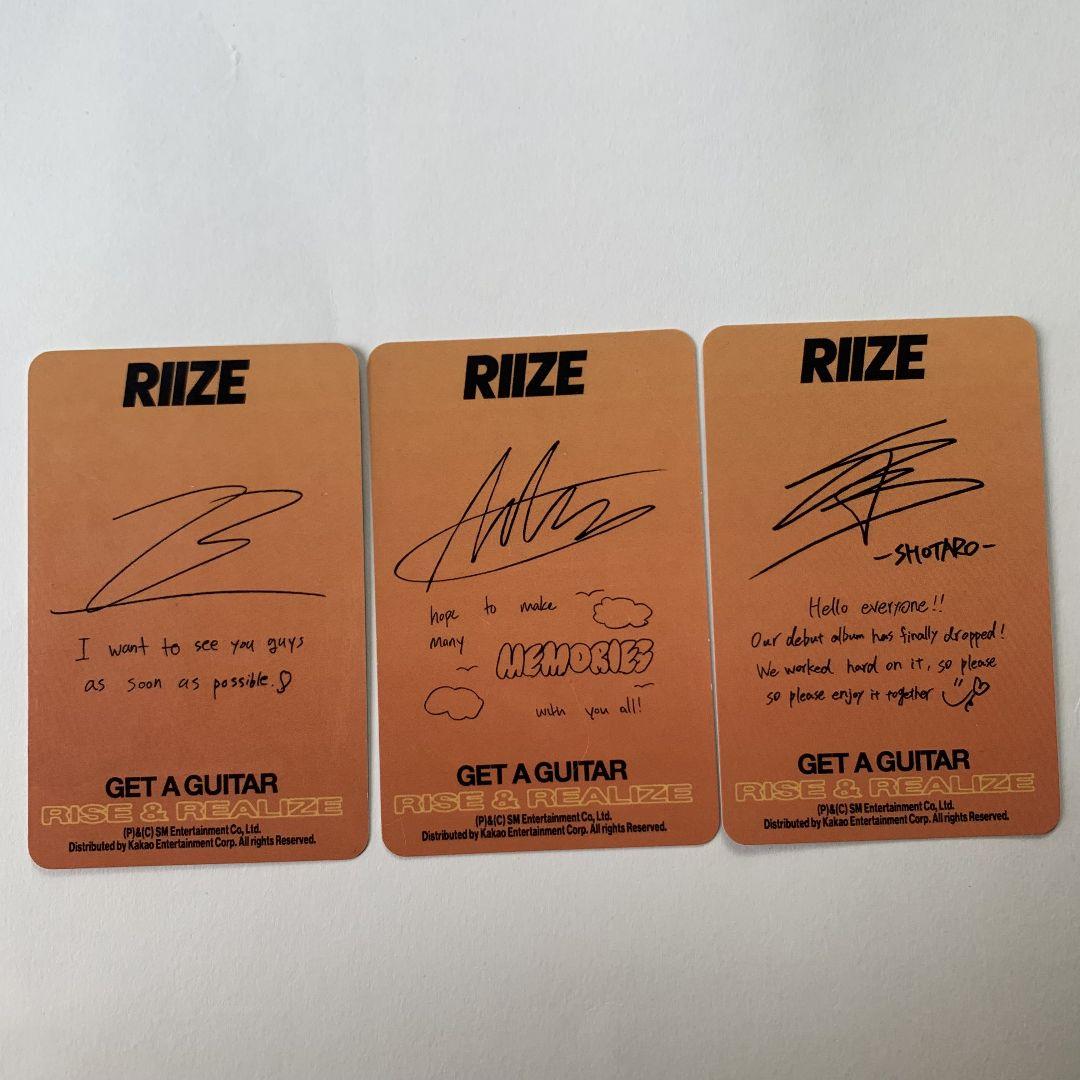 RIIZE
I want to see you guys
as soon as possible.
GET A GUITAR
RISE & REALIZE
(P)&(C) SM Entertainment Co., Ltd.
Distributed by Kakao Entertainment Corp. All rights Reserved.
RIIZE
hope to make
many MEMORIES
with you all!
GET A GUITAR
RISE & REALIZE
(P)&(C) SM Entertainment Co., Ltd.
Distributed by Kakao Entertainment Corp. All rights Reserved.
RIIZE
-SHOTARO-
Hello everyone!!
Our debut album has finally dropped!
We worked hard on it, so please
so please enjoy it together
GET A GUITAR
RISE & REALIZE
(P)&(C) SM Entertainment Co., Ltd.
Distributed by Kakao Entertainment Corp. All rights Reserved.